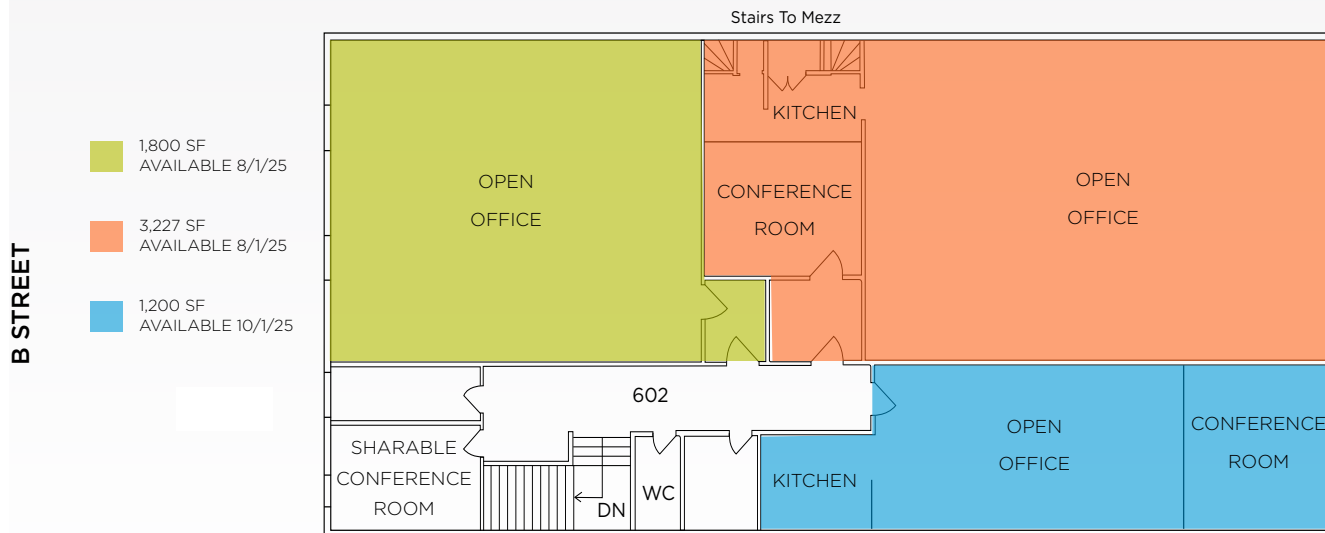 Stairs To Mezz
1,800 SF
AVAILABLE 8/1/25
3,227 SF
AVAILABLE 8/1/25
1,200 SF
AVAILABLE 10/1/25
B STREET
OPEN
OFFICE
KITCHEN
CONFERENCE
ROOM
OPEN
OFFICE
602
SHARABLE
CONFERENCE
ROOM
DN
WC
KITCHEN
OPEN
OFFICE
CONFERENCE
ROOM